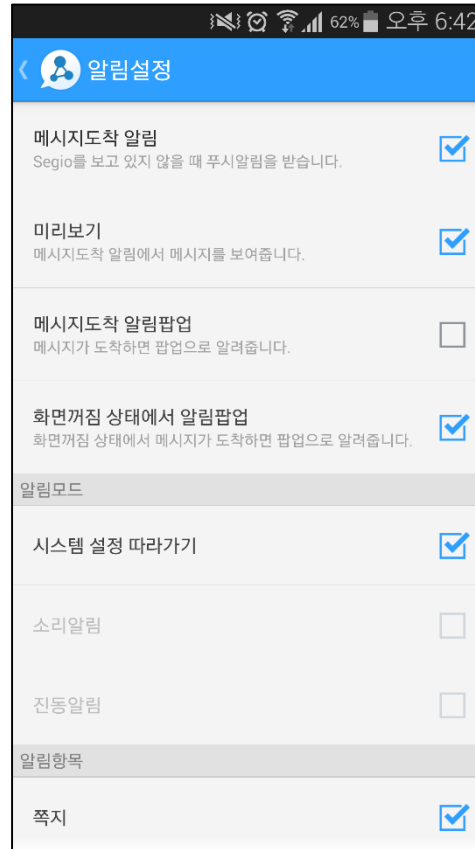 62% 오후 6:42
알림설정
메시지도착 알림
Segio를 보고 있지 않을 때 푸시알림을 받습니다.
미리보기
메시지도착 알림에서 메시지를 보여줍니다.
메시지도착 알림팝업
메시지가 도착하면 팝업으로 알려줍니다.
화면꺼짐 상태에서 알림팝업
화면꺼짐 상태에서 메시지가 도착하면 팝업으로 알려줍니다.
알림모드
시스템 설정 따라가기
소리알림
진동알림
알림항목
쪽지